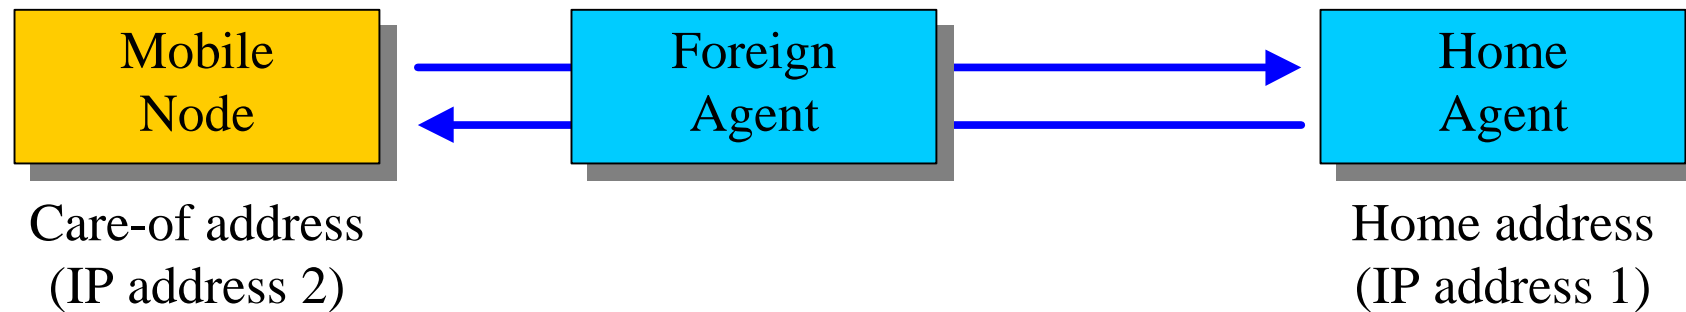 Mobile
Node
Foreign
Agent
Home
Agent
Care-of address
(IP address 2)
Home address
(IP address 1)